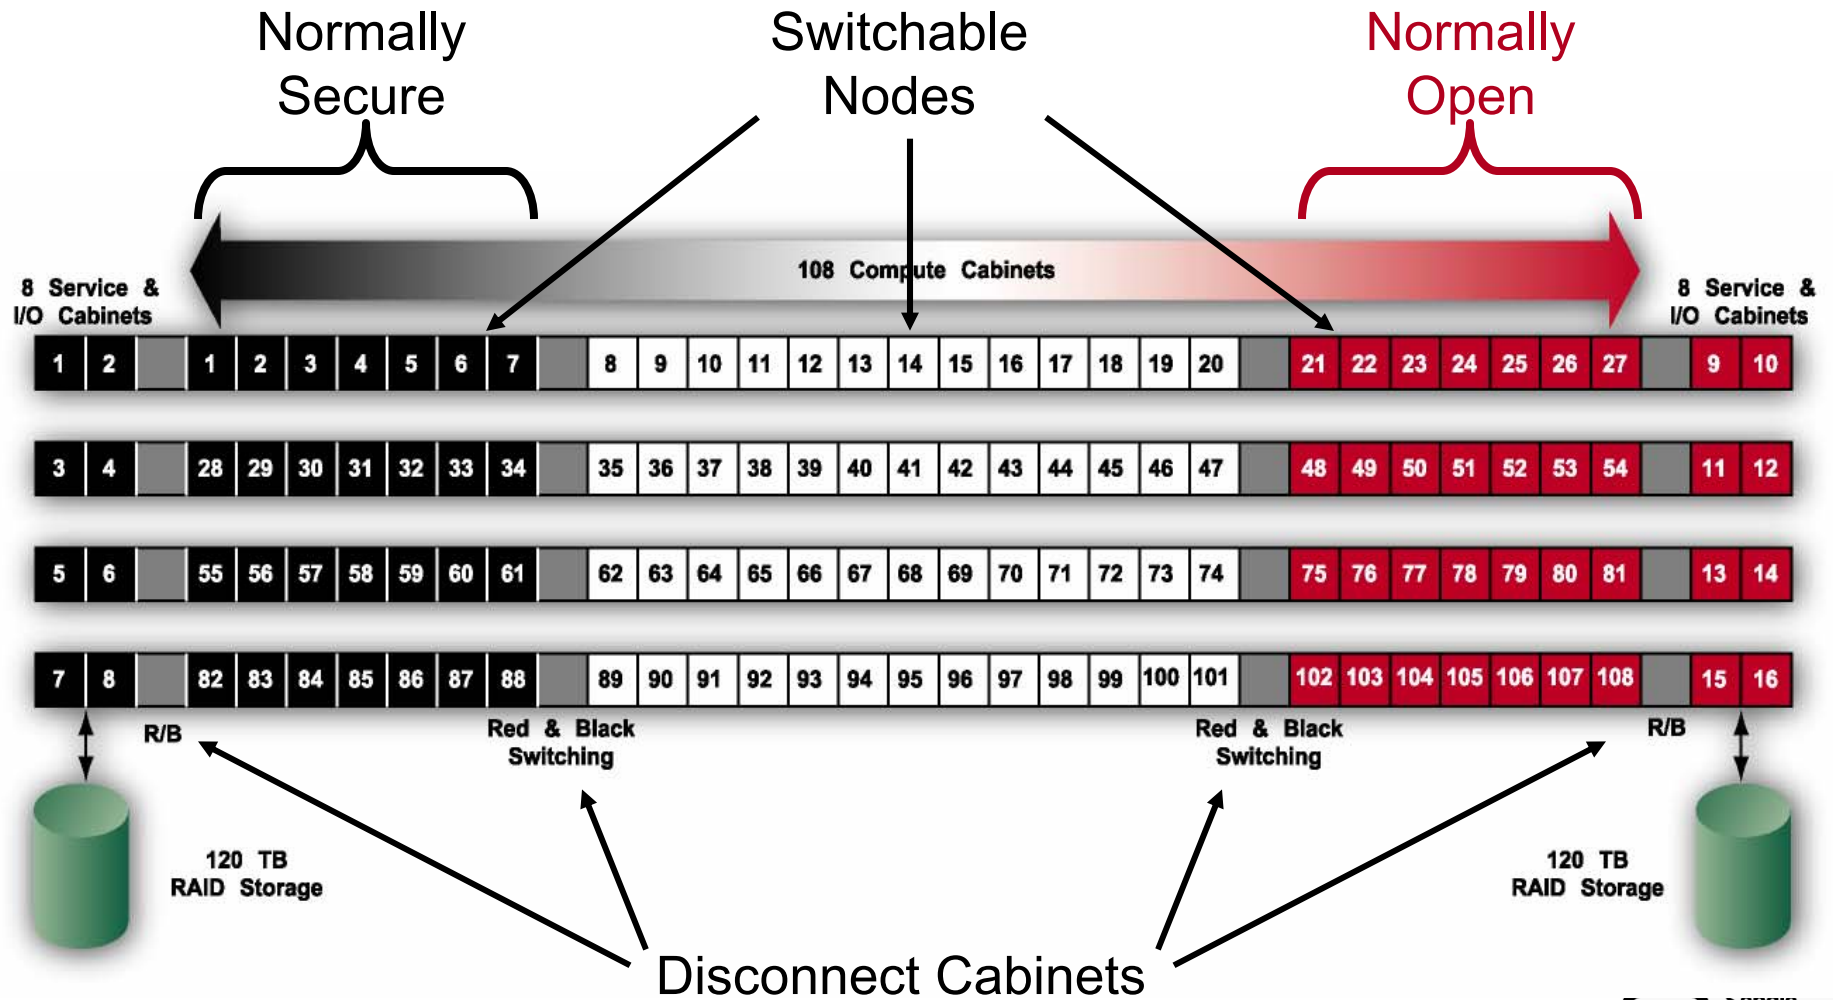 Normally
Secure
Switchable
Nodes
Normally
Open
108 Compute Cabinets
8 Service &
I/O Cabinets
8 Service &
I/O Cabinets
1 2 1 2 3 4 5 6 7 8 9 10 11 12 13 14 15 16 17 18 19 20 21 22 23 24 25 26 27 9 10
3 4 28 29 30 31 32 33 34 35 36 37 38 39 40 41 42 43 44 45 46 47 48 49 50 51 52 53 54 11 12
5 6 55 56 57 58 59 60 61 62 63 64 65 66 67 68 69 70 71 72 73 74 75 76 77 78 79 80 81 13 14
7 8 82 83 84 85 86 87 88 89 90 91 92 93 94 95 96 97 98 99 100 101 102 103 104 105 106 107 108 15 16
R/B
Red & Black
Switching
Red & Black
Switching
R/B
120 TB
RAID Storage
120 TB
RAID Storage
Disconnect Cabinets